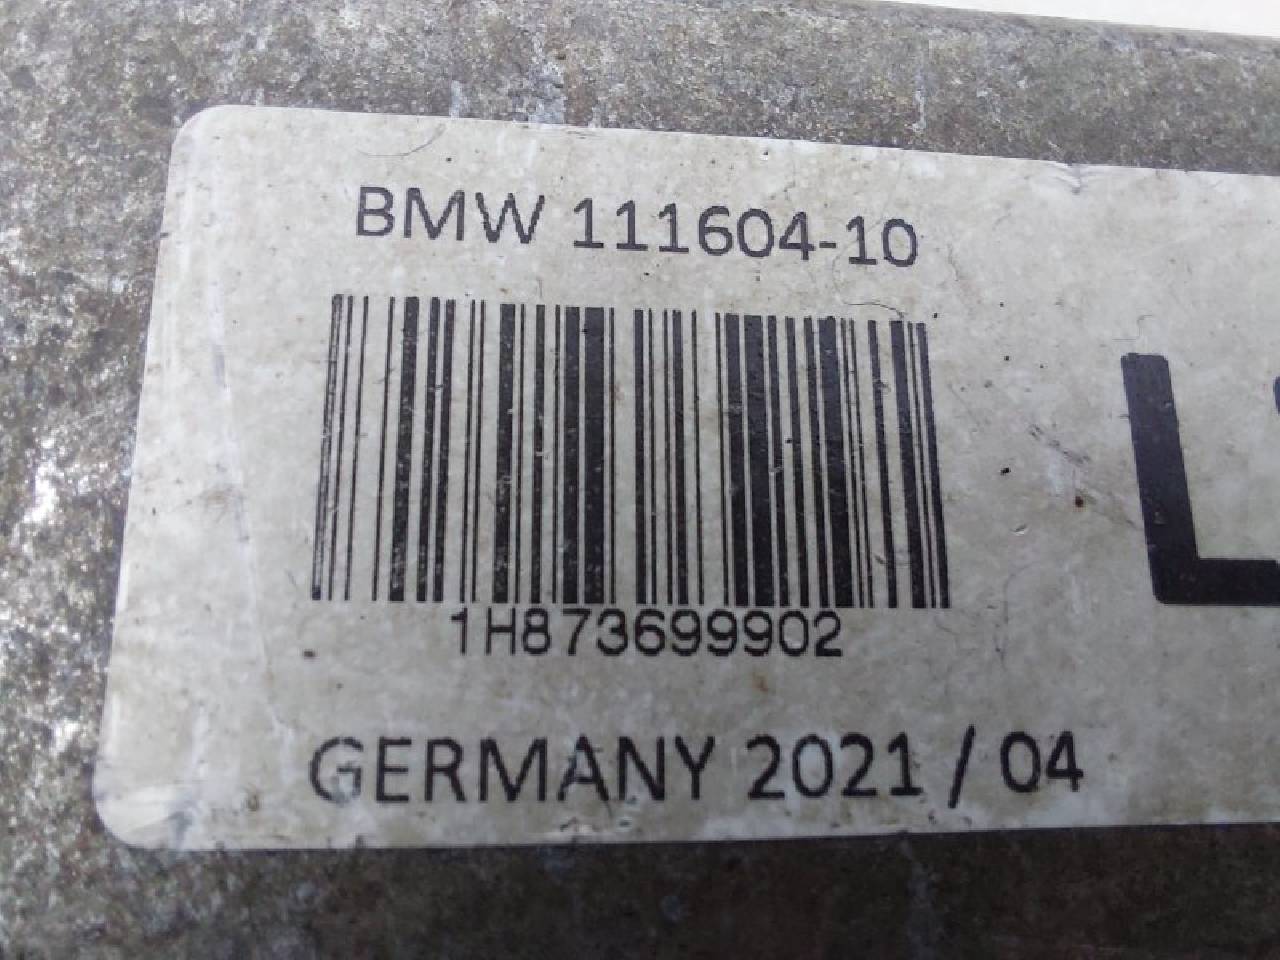 BMW 111604-10
1H873699902
GERMANY 2021 / 04
L